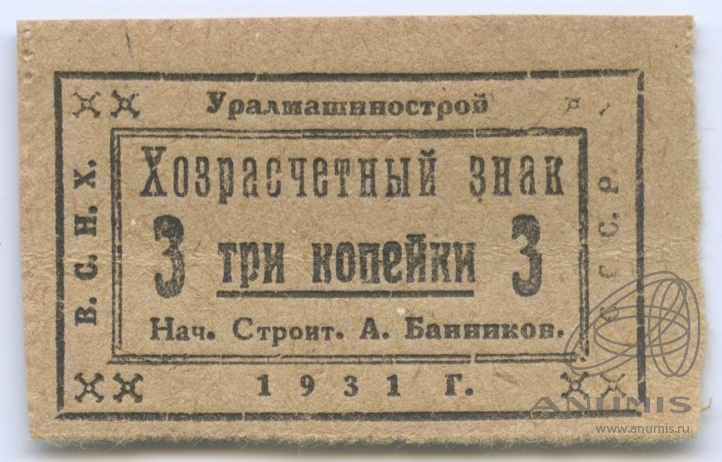 Уралмашинострой
В. С. Н. Х.
Хозрасчетный знак
3 три копейки 3
Нач. Строит. А. Банников.
С. С. С. Р.
1931 г.
ANUMIS
www.anumis.ru